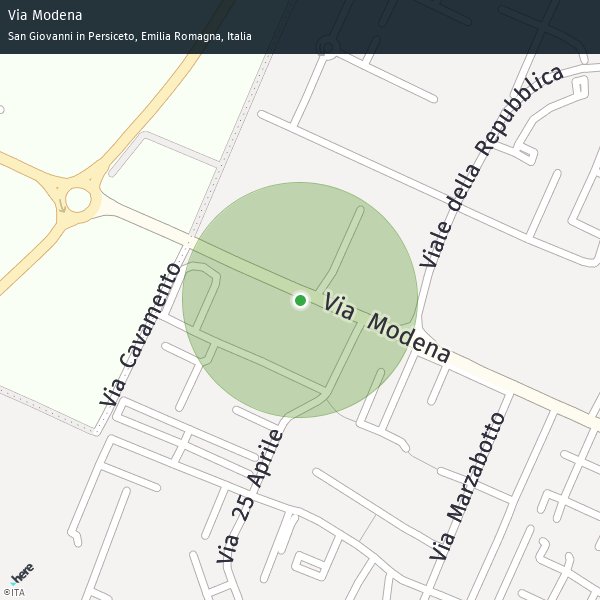 Via Modena
San Giovanni in Persiceto, Emilia Romagna, Italia
Viale della Repubblica
Via Cavamento
Via Modena
Via Marzabotto
Via 25 Aprile
here
©ITA